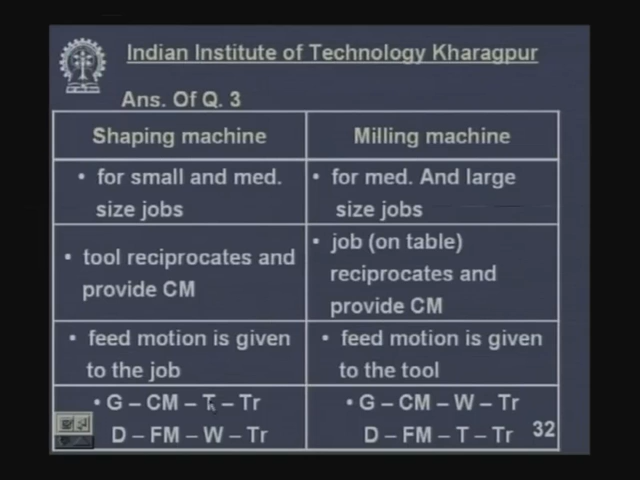 Indian Institute of Technology Kharagpur
Ans. Of Q. 3
Shaping machine
Milling machine
• for small and med.
size jobs
• for med. And large
size jobs
• tool reciprocates and
provide CM
• job (on table)
reciprocates and
provide CM
• feed motion is given
to the job
• feed motion is given
to the tool
• G – CM – T – Tr
D – FM – W – Tr
• G – CM – W – Tr
D – FM – T – Tr
32